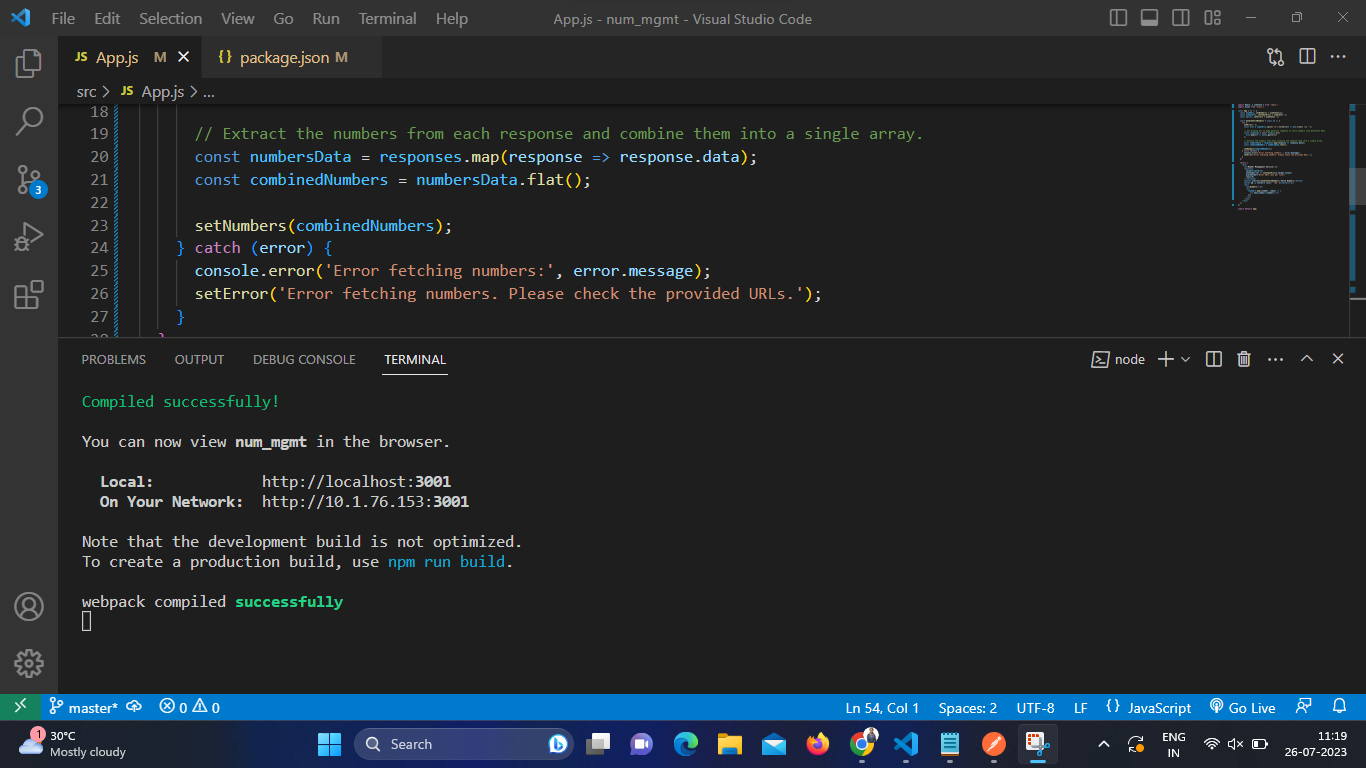 File Edit Selection View Go Run Terminal Help App.js - num_mgmt - Visual Studio Code
JS App.js M {} package.json M
src > JS App.js > ...
18
19 // Extract the numbers from each response and combine them into a single array.
20 const numbersData = responses.map(response => response.data);
21 const combinedNumbers = numbersData.flat();
22
23 setNumbers(combinedNumbers);
24 } catch (error) {
25 console.error('Error fetching numbers:', error.message);
26 setError('Error fetching numbers. Please check the provided URLs.');
27 }
3
PROBLEMS OUTPUT DEBUG CONSOLE TERMINAL node
Compiled successfully!
You can now view num_mgmt in the browser.
Local: http://localhost:3001
On Your Network: http://10.1.76.153:3001
Note that the development build is not optimized.
To create a production build, use npm run build.
webpack compiled successfully
master* 0 0 Ln 54, Col 1 Spaces: 2 UTF-8 LF {} JavaScript Go Live
1
30°C
Mostly cloudy
Search
ENG
IN
11:19
26-07-2023